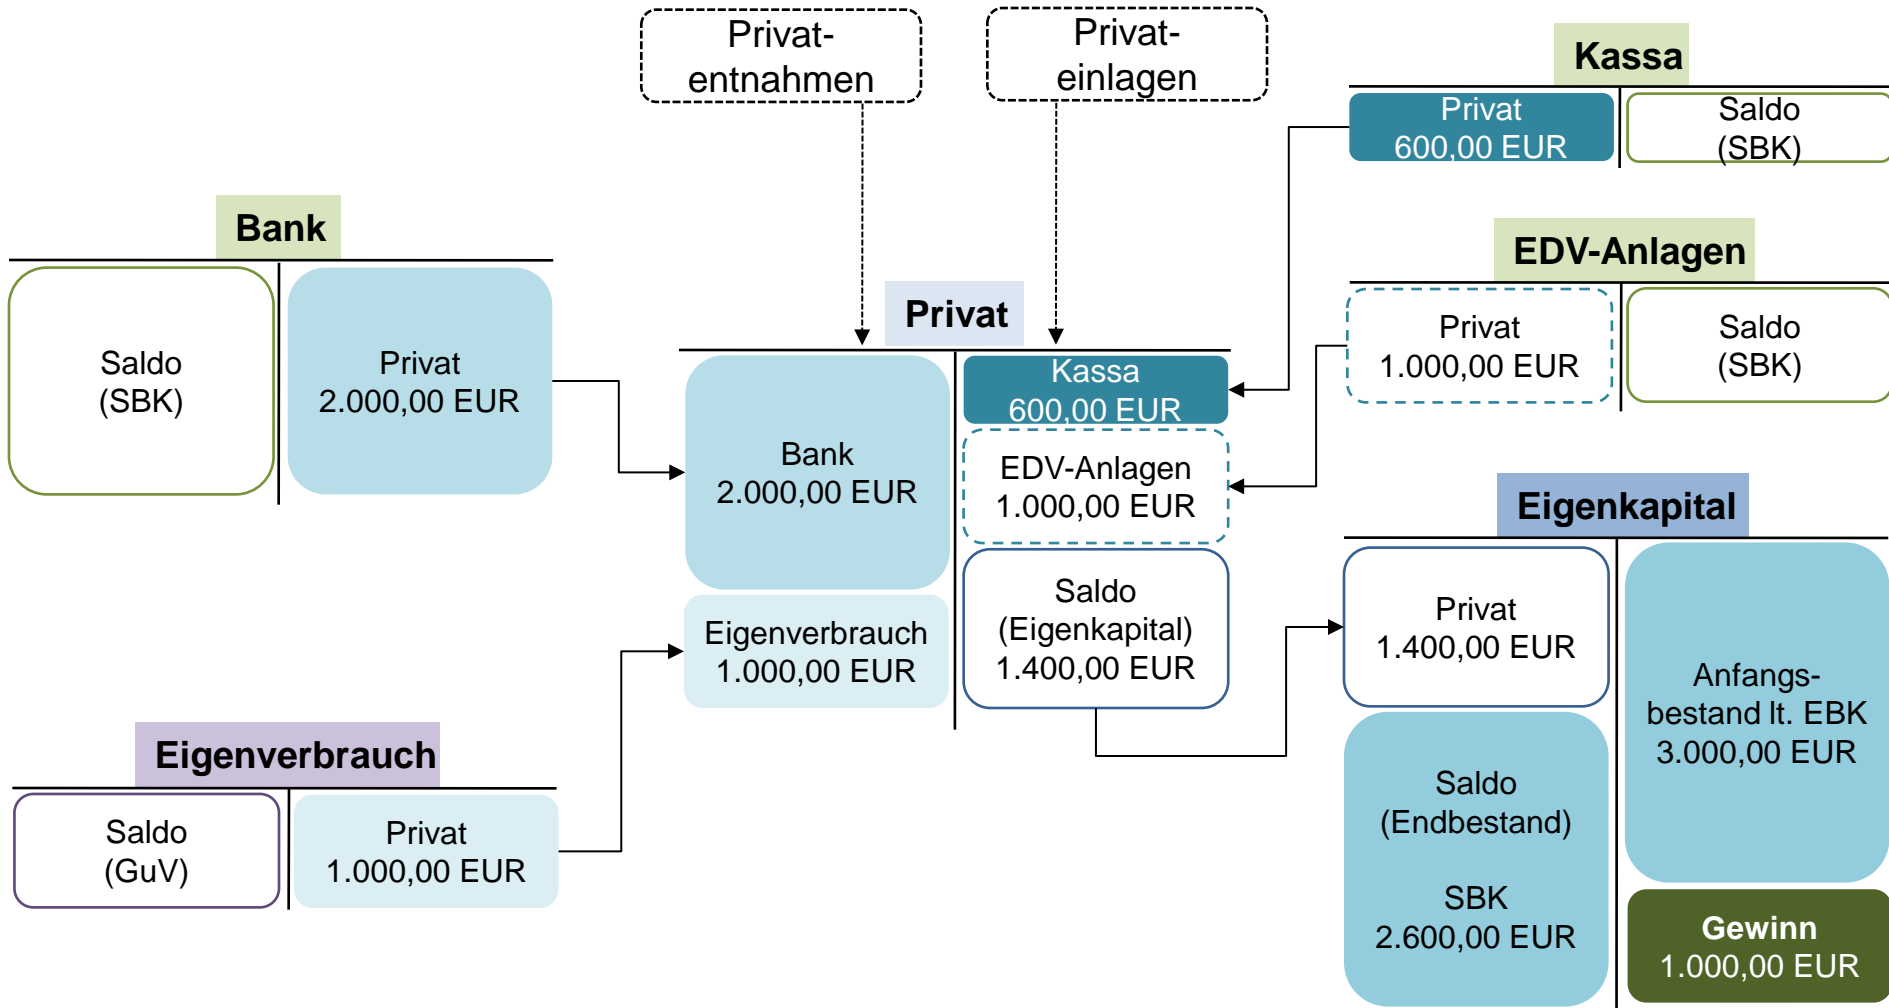 Privat-
entnahmen
Privat-
einlagen
Kassa
Privat
600,00 EUR
Saldo
(SBK)
Bank
Saldo
(SBK)
Privat
2.000,00 EUR
EDV-Anlagen
Privat
1.000,00 EUR
Saldo
(SBK)
Privat
Bank
2.000,00 EUR
Eigenverbrauch
1.000,00 EUR
Kassa
600,00 EUR
EDV-Anlagen
1.000,00 EUR
Saldo
(Eigenkapital)
1.400,00 EUR
Eigenkapital
Privat
1.400,00 EUR
Saldo
(Endbestand)
SBK
2.600,00 EUR
Anfangs-
bestand lt. EBK
3.000,00 EUR
Gewinn
1.000,00 EUR
Eigenverbrauch
Saldo
(GuV)
Privat
1.000,00 EUR